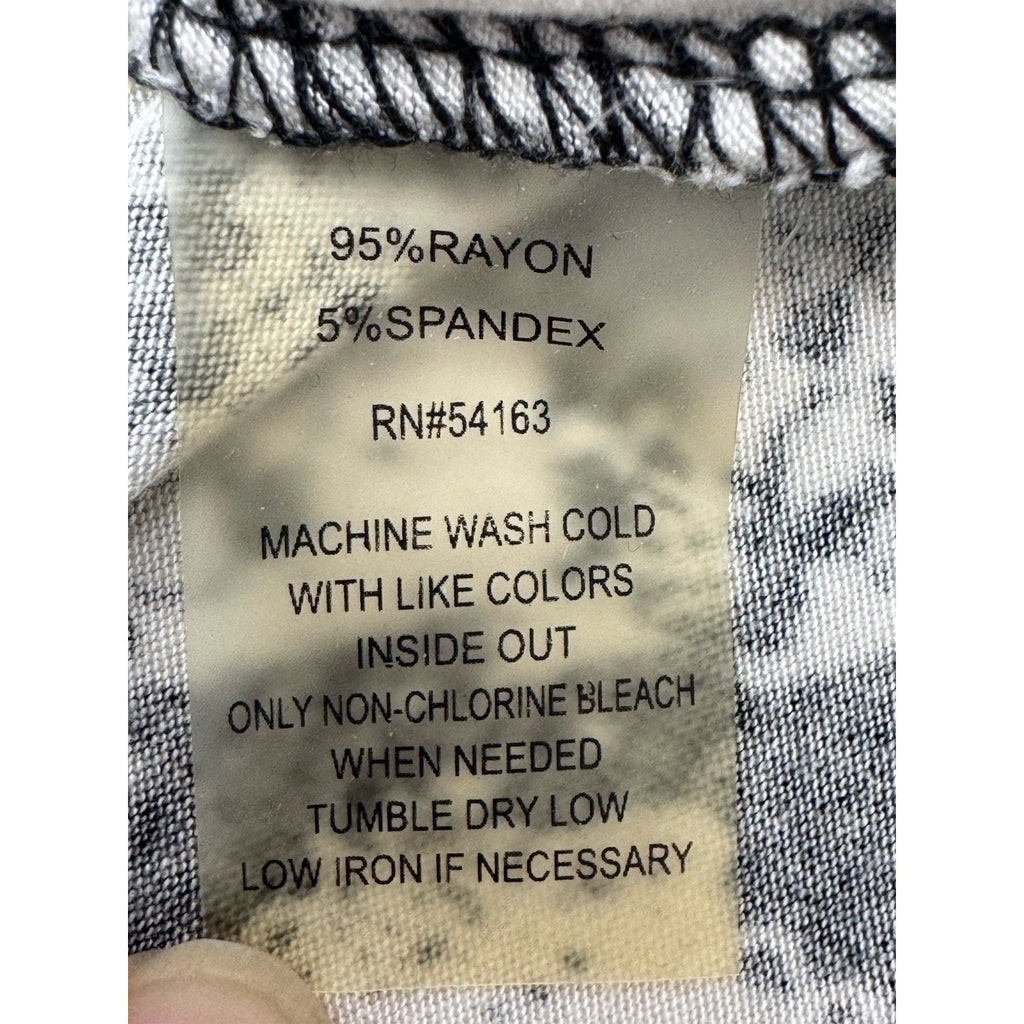 95%RAYON
5%SPANDEX
RN#54163
MACHINE WASH COLD
WITH LIKE COLORS
INSIDE OUT
ONLY NON-CHLORINE BLEACH
WHEN NEEDED
TUMBLE DRY LOW
LOW IRON IF NECESSARY